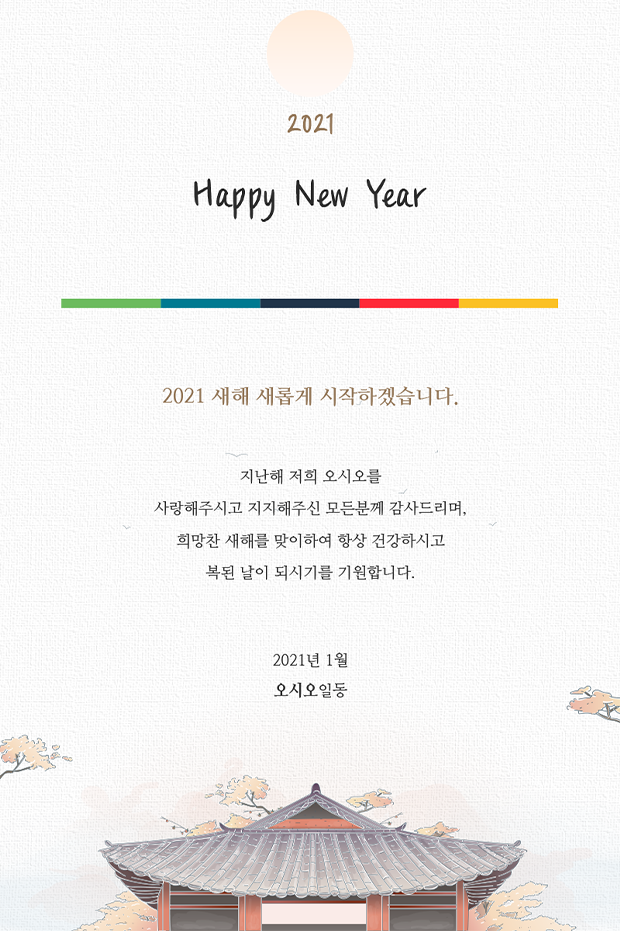 2021
Happy New Year
2021 새해 새롭게 시작하겠습니다.
지난해 저희 오시오를
사랑해주시고 지지해주신 모든분께 감사드리며,
희망찬 새해를 맞이하여 항상 건강하시고
복된 날이 되시기를 기원합니다.
2021년 1월
오시오일동